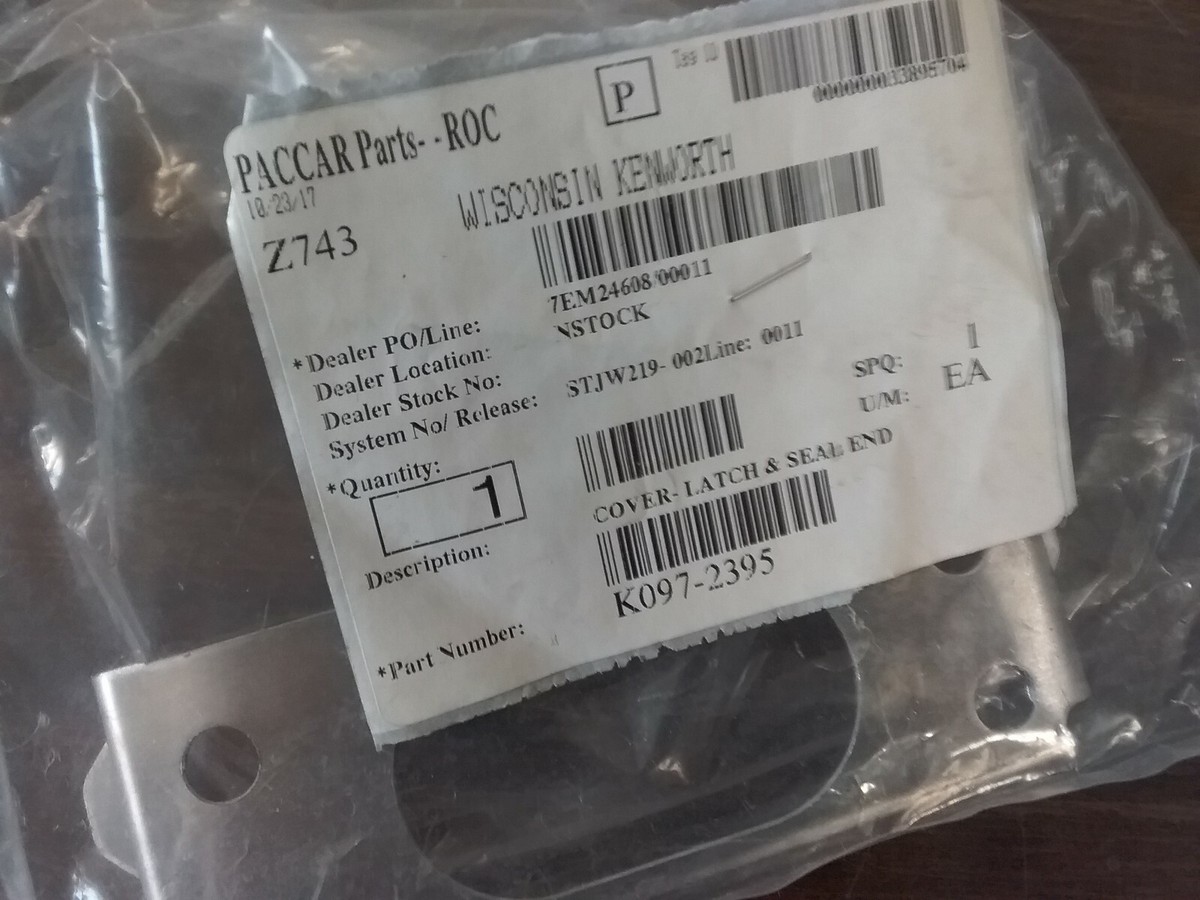 PACCAR Parts- -ROC
P
Tag ID
0000000033895704
10/23/17
WISCONSIN KENWORTH
Z743
*Dealer PO/Line: 7EM24608/00011
Dealer Location: NSTOCK
Dealer Stock No:
System No/ Release: STJW219- 002Line: 0011
SPQ: 1
U/M: EA
*Quantity:
1
Description: COVER- LATCH & SEAL END
*Part Number: K097-2395